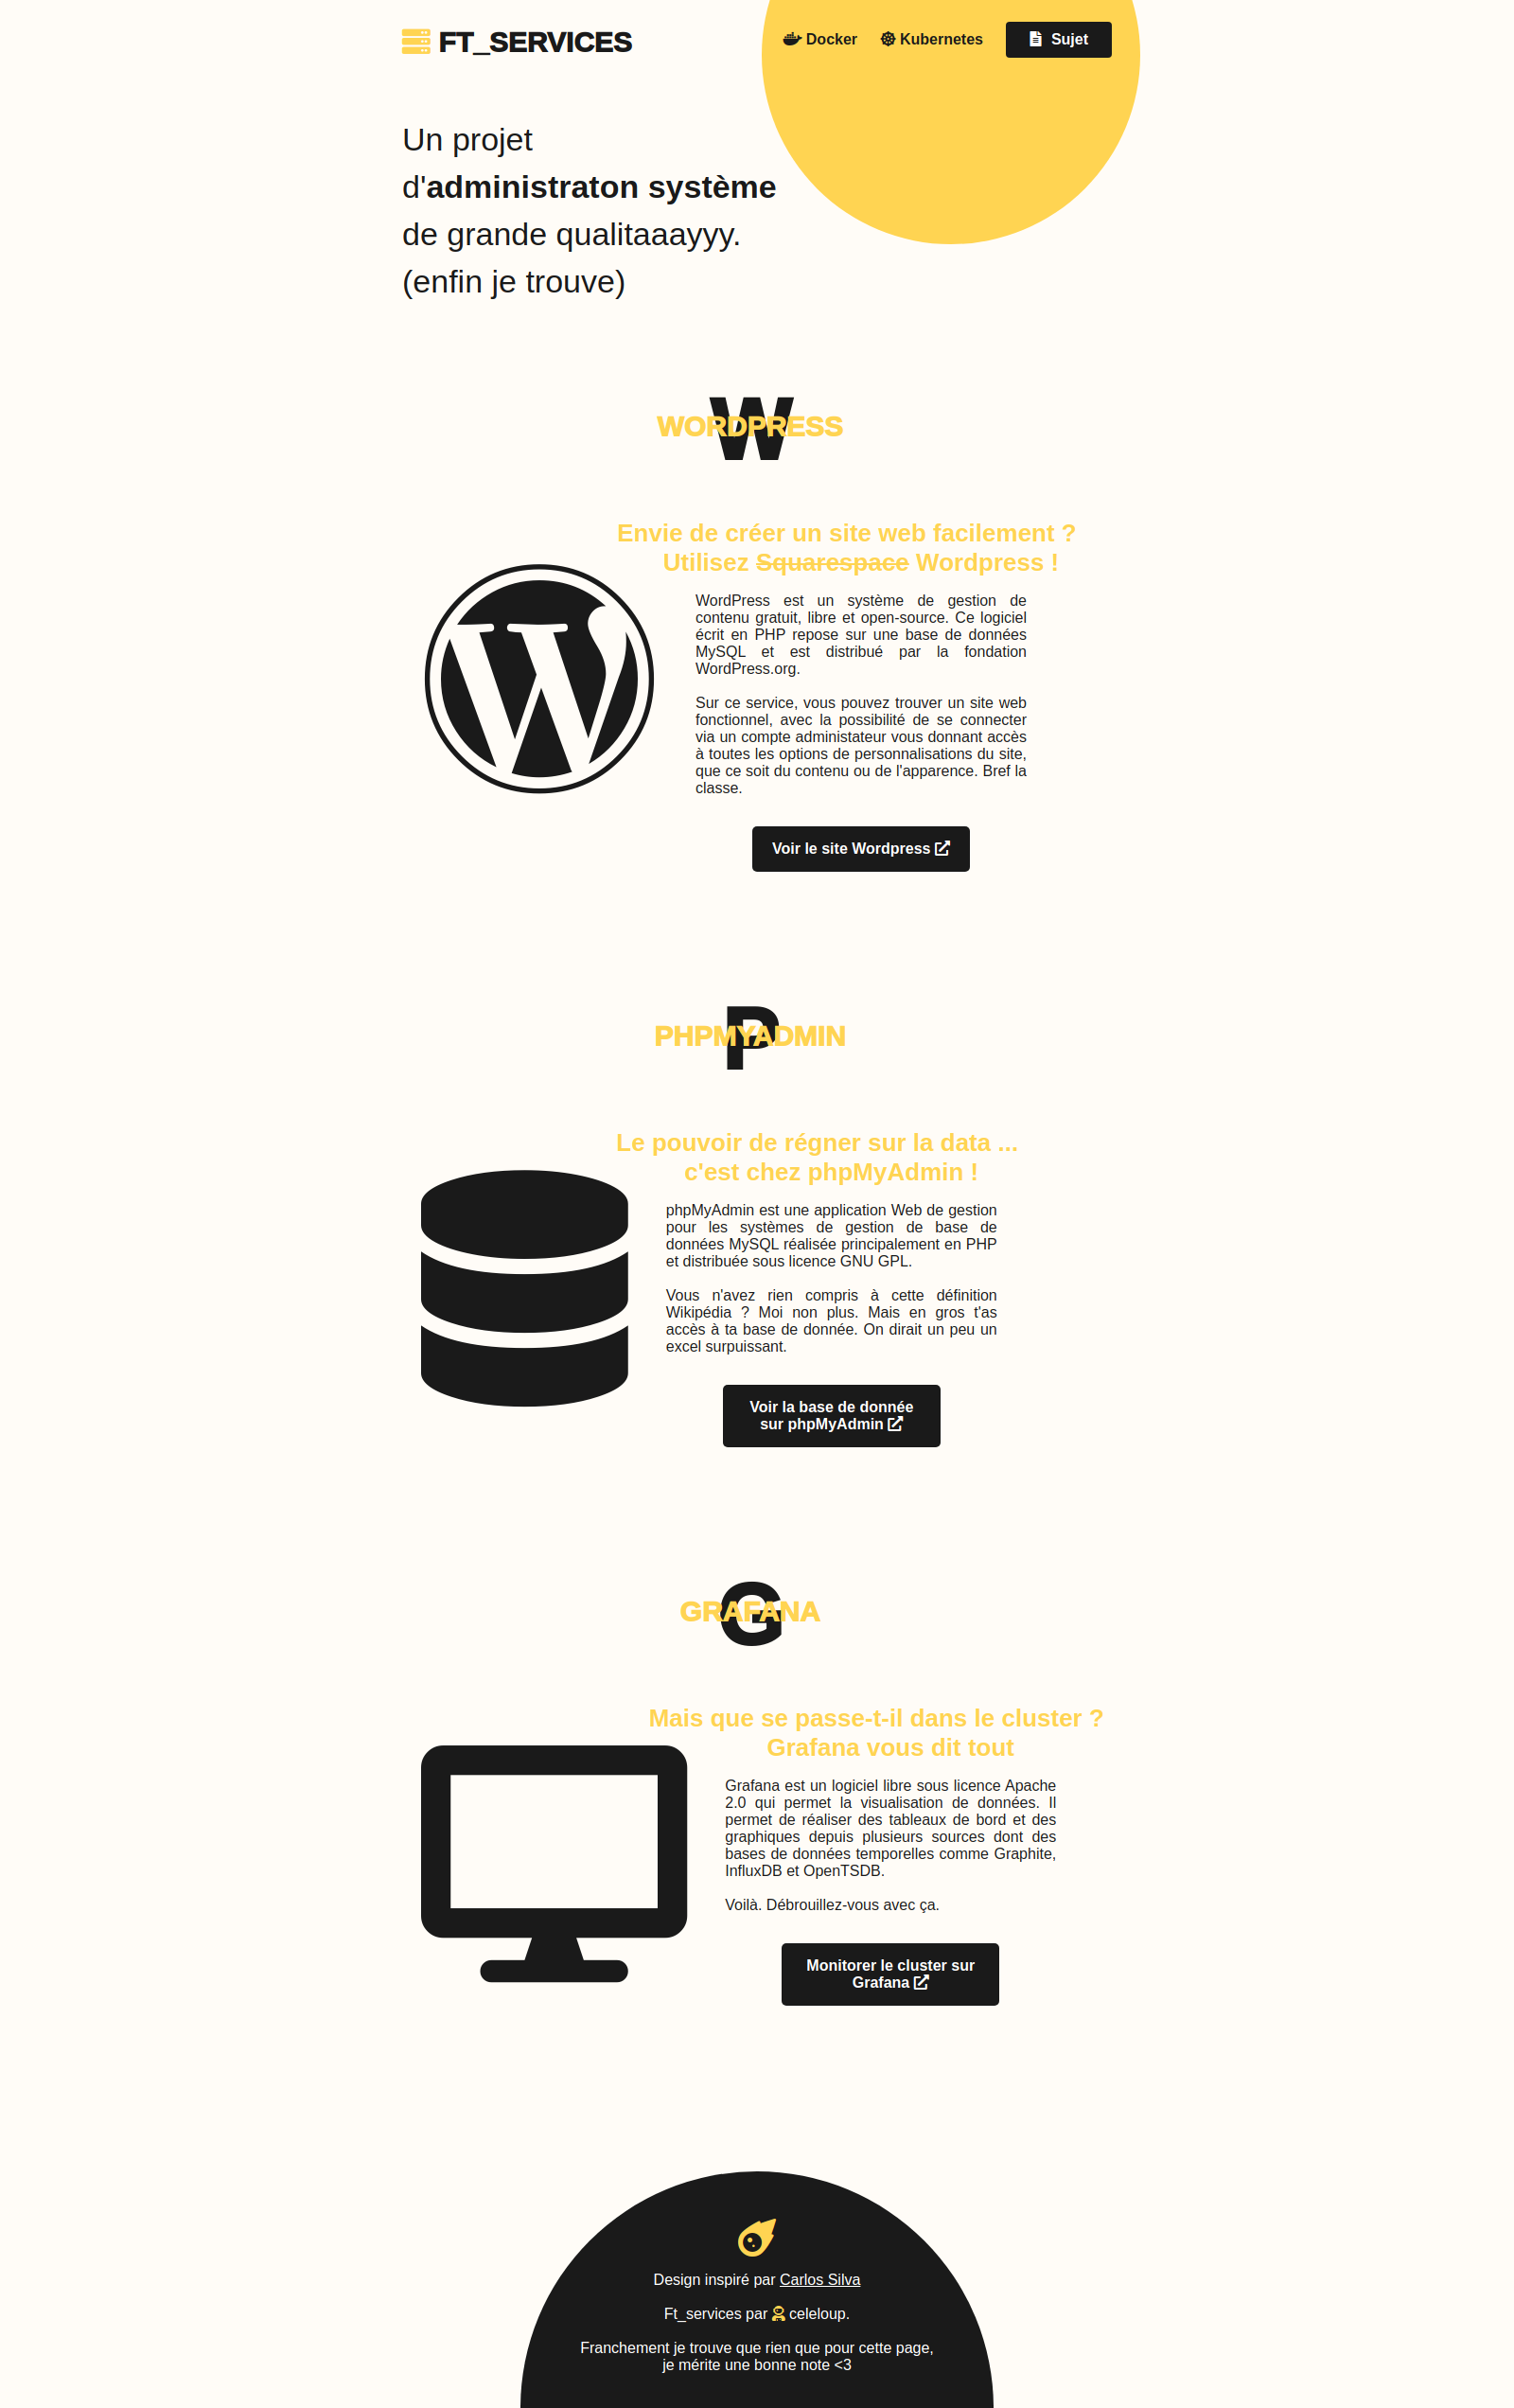 FT_SERVICES
Docker
Kubernetes
Sujet
Un projet
d'administraton système
de grande qualitaaayyy.
(enfin je trouve)
W
WORDPRESS
Envie de créer un site web facilement ?
Utilisez Squarespace Wordpress !
WordPress est un système de gestion de
contenu gratuit, libre et open-source. Ce logiciel
écrit en PHP repose sur une base de données
MySQL et est distribué par la fondation
WordPress.org.
Sur ce service, vous pouvez trouver un site web
fonctionnel, avec la possibilité de se connecter
via un compte administateur vous donnant accès
à toutes les options de personnalisations du site,
que ce soit du contenu ou de l'apparence. Bref la
classe.
Voir le site Wordpress
P
PHPMYADMIN
Le pouvoir de régner sur la data ...
c'est chez phpMyAdmin !
phpMyAdmin est une application Web de gestion
pour les systèmes de gestion de base de
données MySQL réalisée principalement en PHP
et distribuée sous licence GNU GPL.
Vous n'avez rien compris à cette définition
Wikipédia ? Moi non plus. Mais en gros t'as
accès à ta base de donnée. On dirait un peu un
excel surpuissant.
Voir la base de donnée
sur phpMyAdmin
G
GRAFANA
Mais que se passe-t-il dans le cluster ?
Grafana vous dit tout
Grafana est un logiciel libre sous licence Apache
2.0 qui permet la visualisation de données. Il
permet de réaliser des tableaux de bord et des
graphiques depuis plusieurs sources dont des
bases de données temporelles comme Graphite,
InfluxDB et OpenTSDB.
Voilà. Débrouillez-vous avec ça.
Monitorer le cluster sur
Grafana
Design inspiré par Carlos Silva
Ft_services par celeloup.
Franchement je trouve que rien que pour cette page,
je mérite une bonne note <3